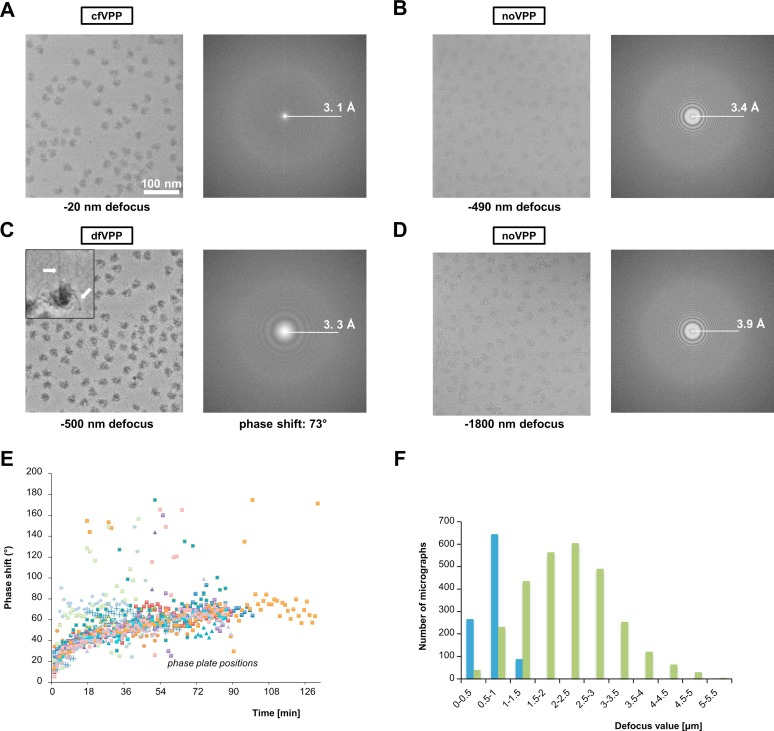 A
cfVPP
3. 1 Å
100 nm
-20 nm defocus
B
noVPP
3.4 Å
-490 nm defocus
C
dfVPP
3. 3 Å
-500 nm defocus
phase shift: 73°
D
noVPP
3.9 Å
-1800 nm defocus
E
Phase shift (°)
200
180
160
140
120
100
80
60
40
20
0
phase plate positions
0 18 36 54 72 90 108 126
Time [min]
F
Number of micrographs
700
600
500
400
300
200
100
0
0-0.5 0.5-1 1-1.5 1.5-2 2-2.5 2.5-3 3-3.5 3.5-4 4-4.5 4.5-5 5-5.5
Defocus value [µm]